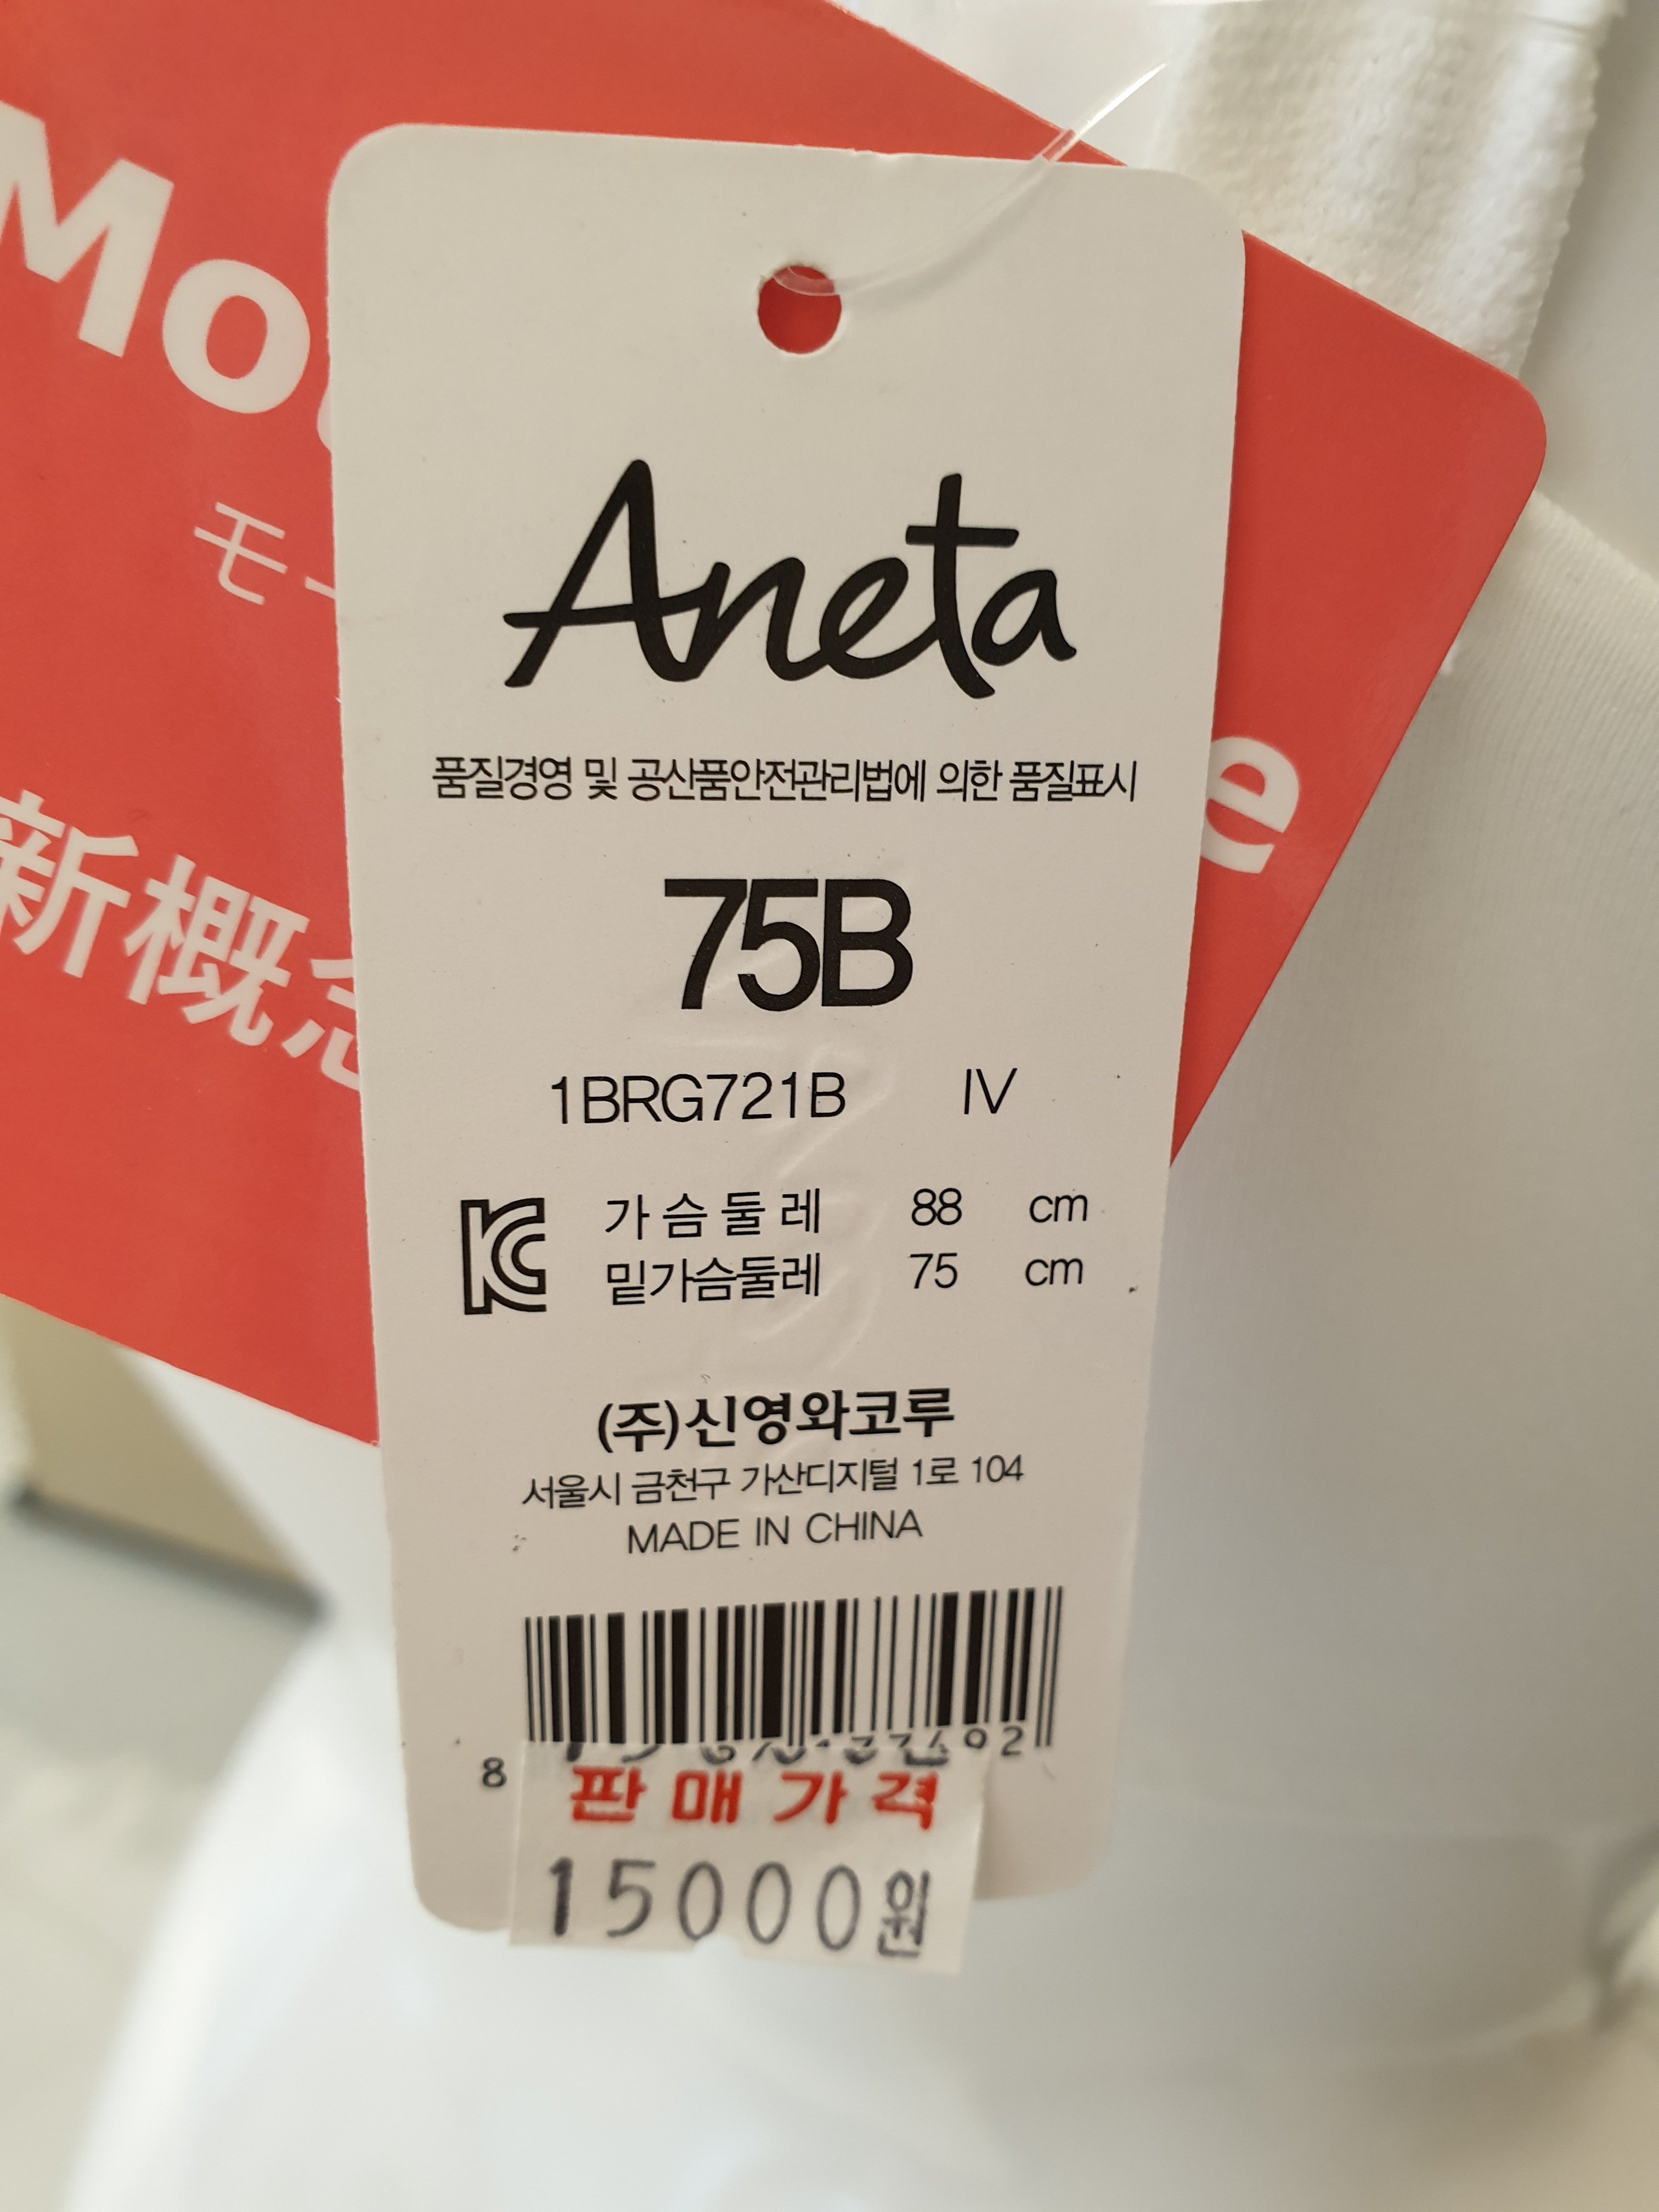 Aneta
품질경영 및 공산품안전관리법에 의한 품질표시
75B
1BRG721B IV
가슴둘레 88 cm
밑가슴둘레 75 cm
(주)신영와코루
서울시 금천구 가산디지털 1로 104
MADE IN CHINA
8
판매가격
15000원
新概念